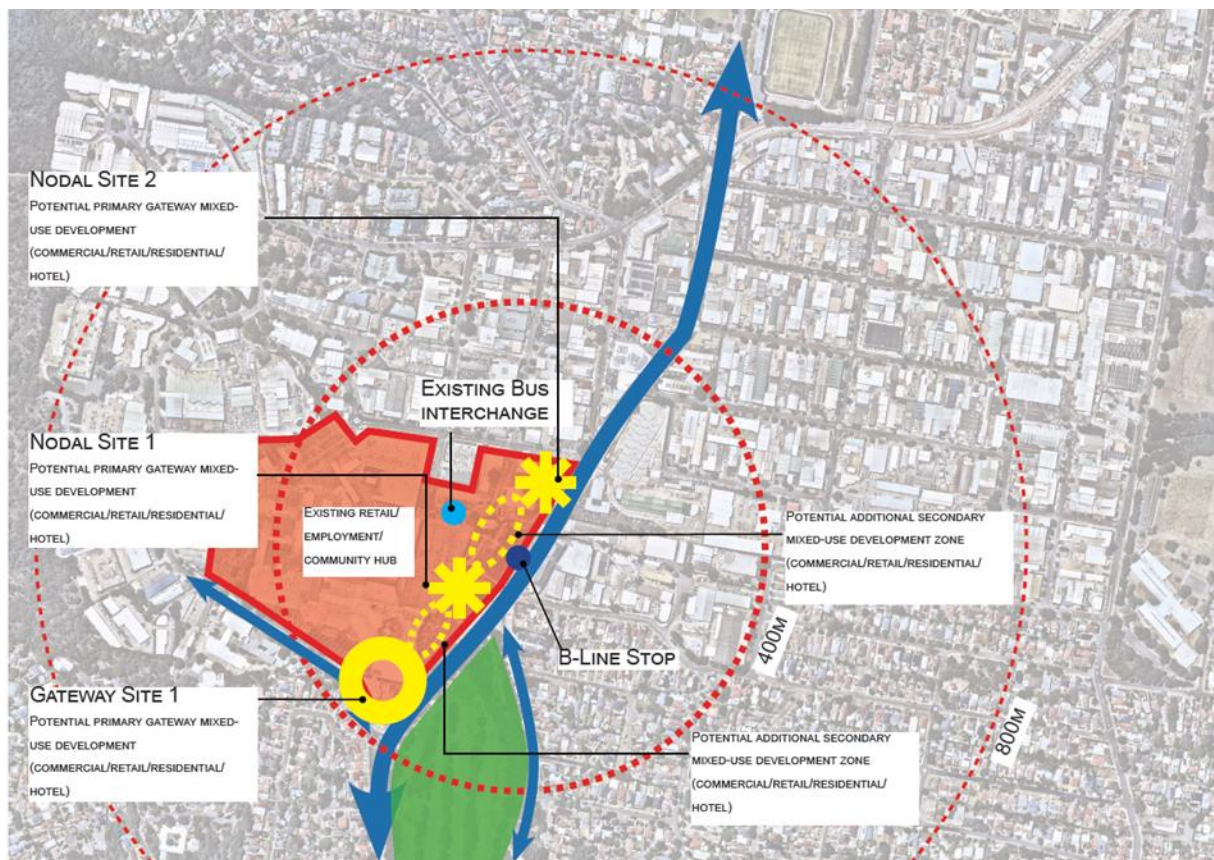 Nodal Site 2
Potential primary gateway mixed-
use development
(commercial/retail/residential/
hotel)
Existing Bus
interchange
Nodal Site 1
Potential primary gateway mixed-
use development
(commercial/retail/residential/
hotel)
Existing retail/
employment/
community hub
Potential additional secondary
mixed-use development zone
(commercial/retail/residential/
hotel)
400m
B-Line Stop
800m
Gateway Site 1
Potential primary gateway mixed-
use development
(commercial/retail/residential/
hotel)
Potential additional secondary
mixed-use development zone
(commercial/retail/residential/
hotel)